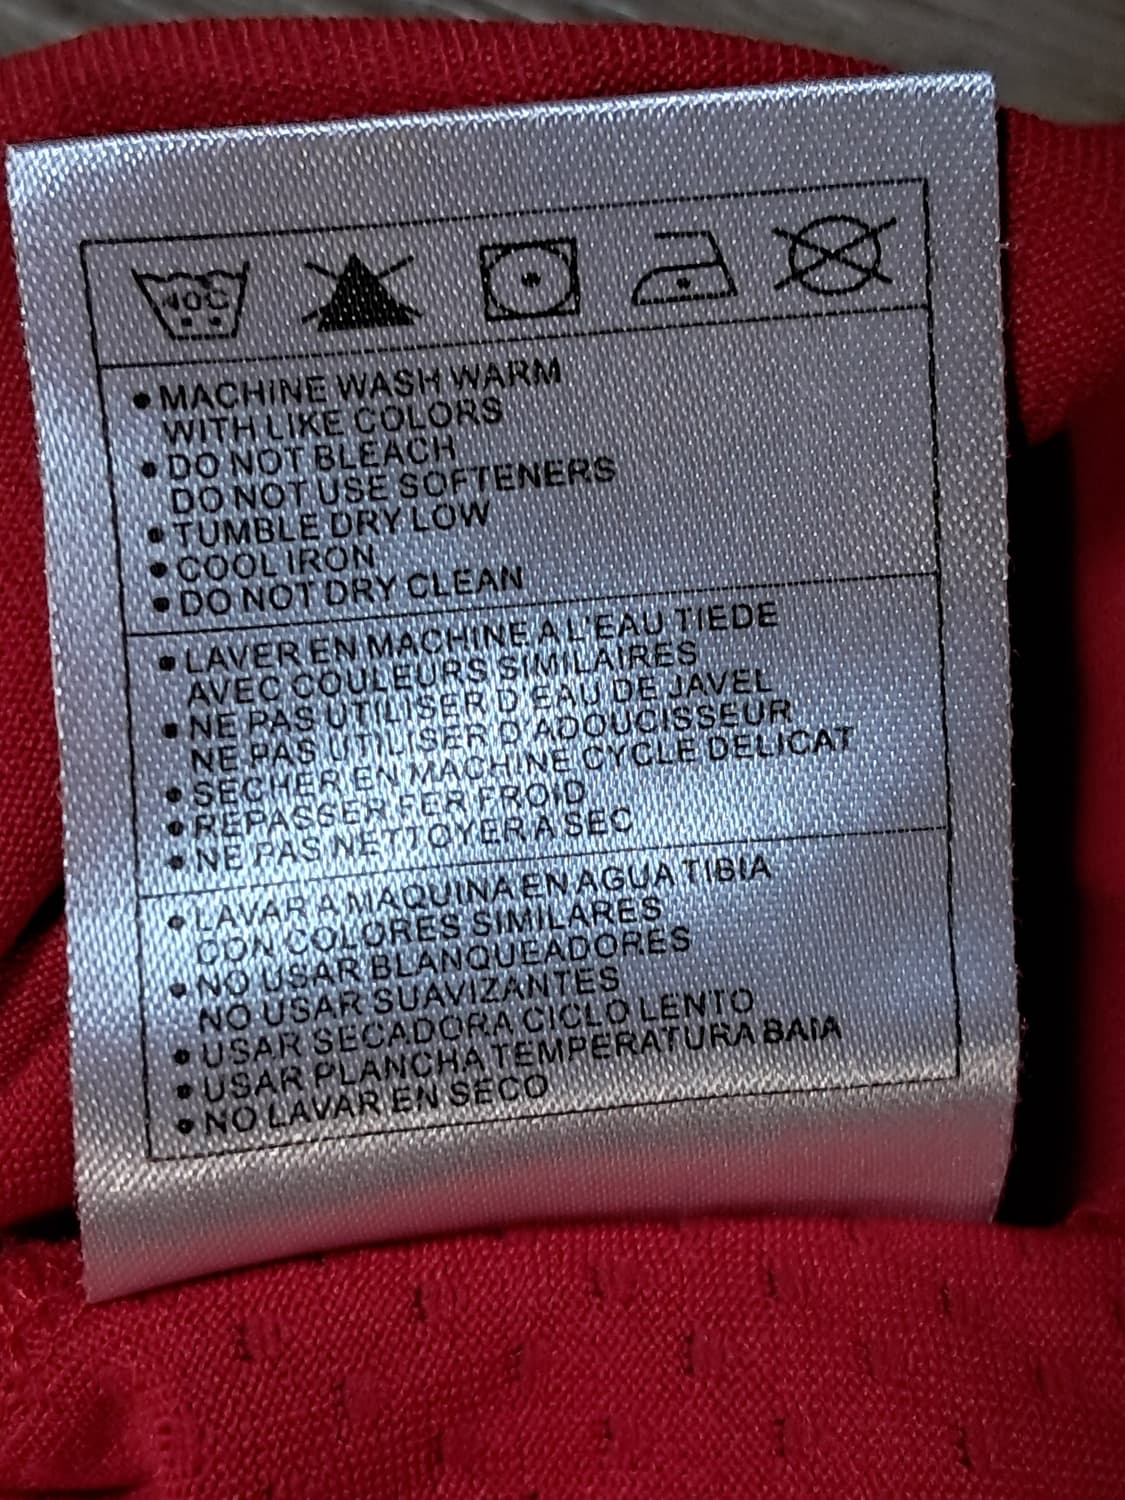 40C
• MACHINE WASH WARM
WITH LIKE COLORS
• DO NOT BLEACH
DO NOT USE SOFTENERS
• TUMBLE DRY LOW
• COOL IRON
• DO NOT DRY CLEAN
• LAVER EN MACHINE A L'EAU TIEDE
AVEC COULEURS SIMILAIRES
• NE PAS UTILISER D'EAU DE JAVEL
NE PAS UTILISER D'ADOUCISSEUR
• SECHER EN MACHINE CYCLE DELICAT
• REPASSER FER FROID
• NE PAS NETTOYER A SEC
• LAVAR A MAQUINA EN AGUA TIBIA
CON COLORES SIMILARES
• NO USAR BLANQUEADORES
NO USAR SUAVIZANTES
• USAR SECADORA CICLO LENTO
• USAR PLANCHA TEMPERATURA BAIA
• NO LAVAR EN SECO